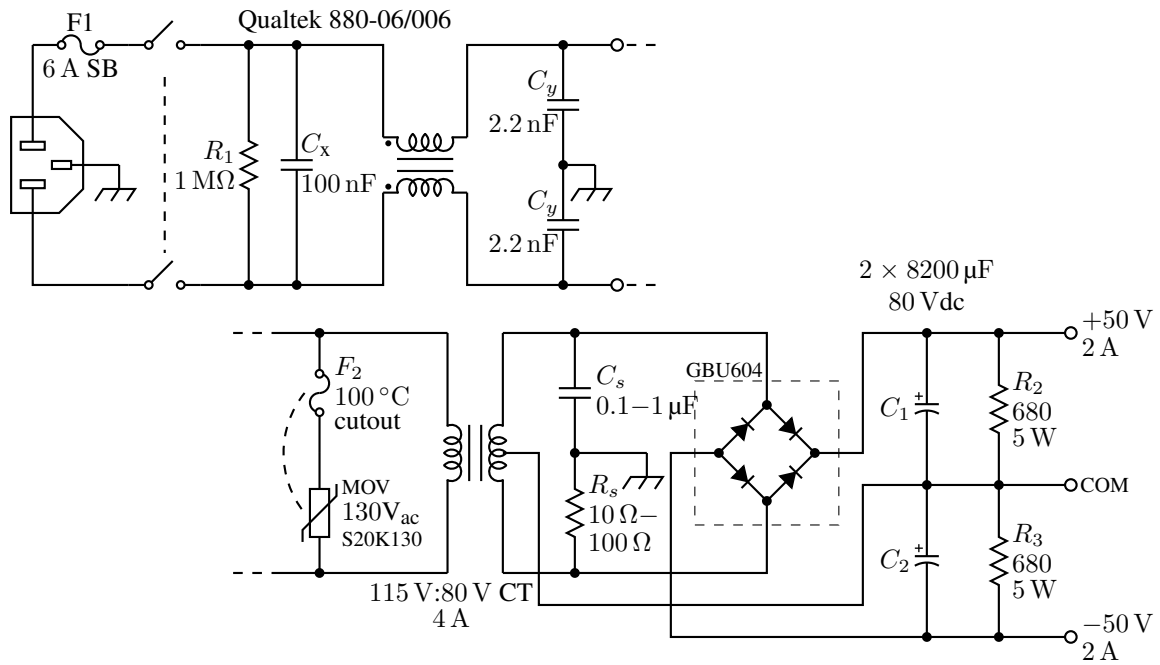 F1
6 A SB
Qualtek 880-06/006
R1
1 MΩ
Cx
100 nF
Cy
2.2 nF
Cy
2.2 nF
F2
100 °C
cutout
MOV
130Vac
S20K130
115 V:80 V CT
4 A
Cs
0.1−1 µF
Rs
10 Ω−
100 Ω
GBU604
2 × 8200 µF
80 Vdc
+
C1
+
C2
R2
680
5 W
R3
680
5 W
+50 V
2 A
COM
−50 V
2 A